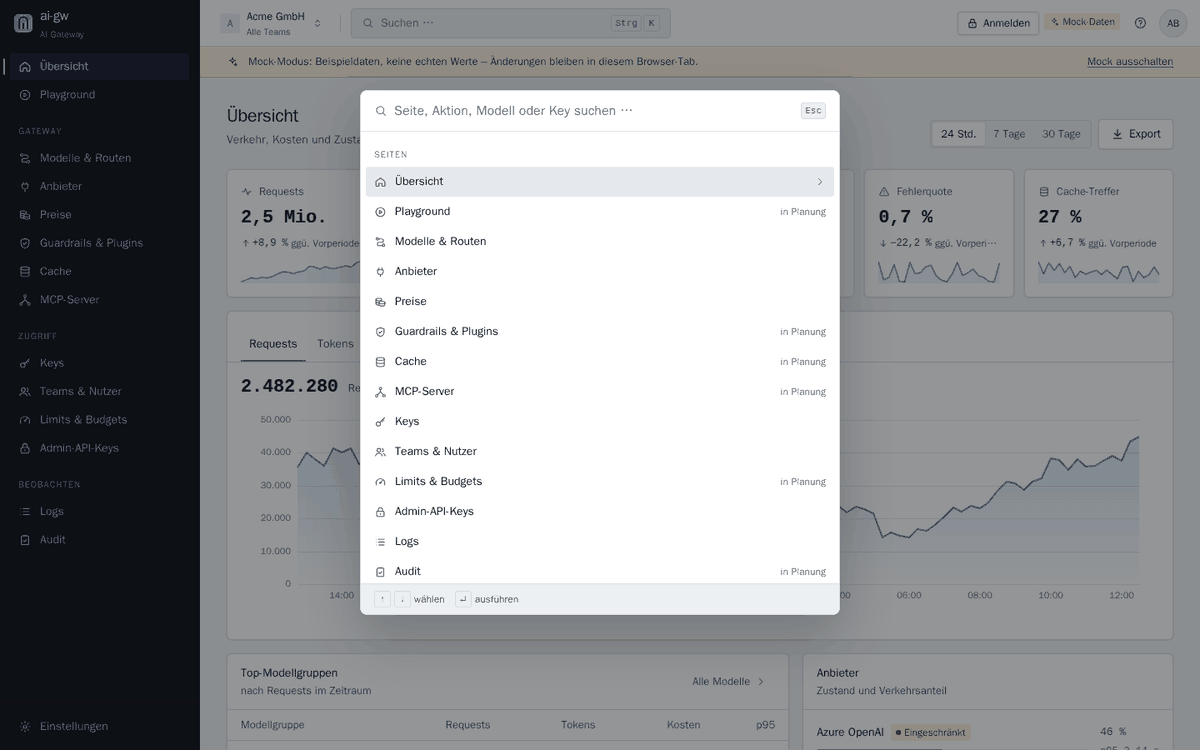 ai-gw
AI Gateway
Übersicht
Playground
GATEWAY
Modelle & Routen
Anbieter
Preise
Guardrails & Plugins
Cache
MCP-Server
ZUGRIFF
Keys
Teams & Nutzer
Limits & Budgets
Admin-API-Keys
BEOBACHTEN
Logs
Audit
Einstellungen
A Acme GmbH
Alle Teams
Suchen ··· Strg K
Anmelden
Mock-Daten
AB
Mock-Modus: Beispieldaten, keine echten Werte – Änderungen bleiben in diesem Browser-Tab.
Mock ausschalten
Übersicht
Verkehr, Kosten und Zusta
24 Std. 7 Tage 30 Tage
Export
Requests
2,5 Mio.
↑ +8,9 % ggü. Vorperiode
Fehlerquote
0,7 %
↓ −22,2 % ggü. Vorperi···
Cache-Treffer
27 %
↑ +6,7 % ggü. Vorperiode
Requests Tokens
2.482.280 Re
50.000
40.000
30.000
20.000
10.000
0
14:00
00
06:00
08:00
10:00
12:00
Seite, Aktion, Modell oder Key suchen ··· Esc
SEITEN
Übersicht
Playground in Planung
Modelle & Routen
Anbieter
Preise
Guardrails & Plugins in Planung
Cache in Planung
MCP-Server in Planung
Keys
Teams & Nutzer
Limits & Budgets in Planung
Admin-API-Keys
Logs
Audit in Planung
↑ ↓ wählen ↵ ausführen
Top-Modellgruppen
nach Requests im Zeitraum
Alle Modelle
Modellgruppe Requests Tokens Kosten p95
Anbieter
Zustand und Verkehrsanteil
Azure OpenAI Eingeschränkt 46 %